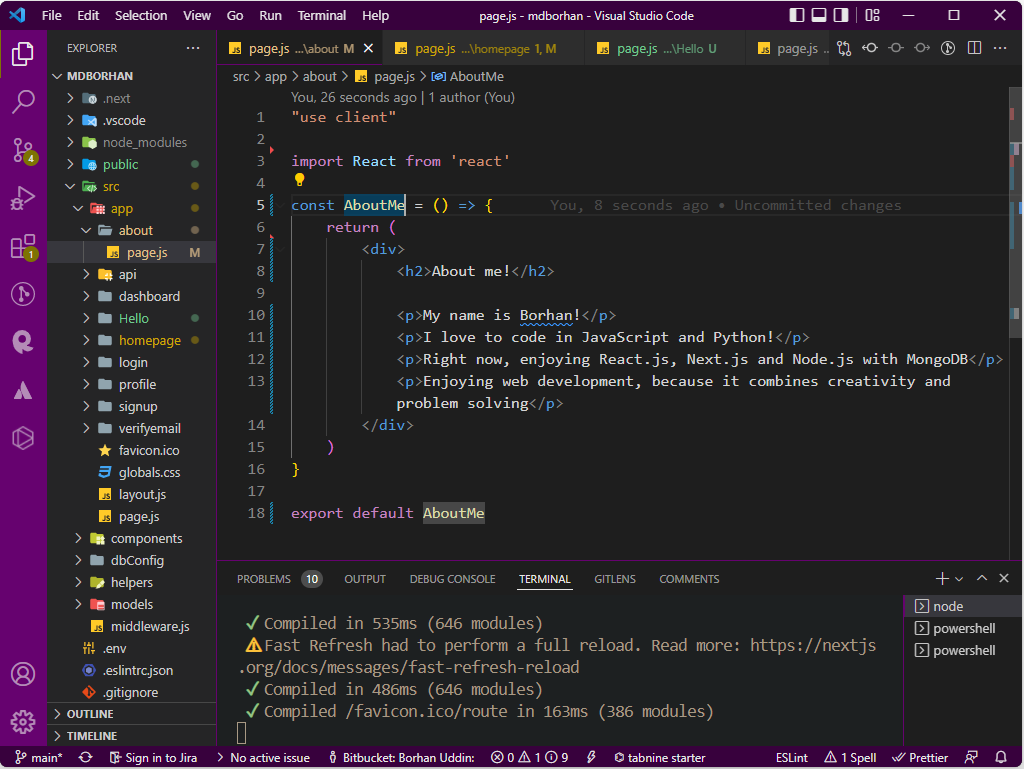 File Edit Selection View Go Run Terminal Help page.js - mdborhan - Visual Studio Code
EXPLORER
MDBORHAN
.next
.vscode
node_modules
public
src
app
about
page.js M
api
dashboard
Hello
homepage
login
profile
signup
verifyemail
favicon.ico
globals.css
layout.js
page.js
components
dbConfig
helpers
models
middleware.js
.env
.eslintrc.json
.gitignore
OUTLINE
TIMELINE
4
1
page.js ...\about M page.js ...\homepage 1, M page.js ...\Hello U page.js ..
src > app > about > page.js > AboutMe
You, 26 seconds ago | 1 author (You)
1 "use client"
2
3 import React from 'react'
4
5 const AboutMe = () => { You, 8 seconds ago • Uncommitted changes
6 return (
7 <div>
8 <h2>About me!</h2>
9
10 <p>My name is Borhan!</p>
11 <p>I love to code in JavaScript and Python!</p>
12 <p>Right now, enjoying React.js, Next.js and Node.js with MongoDB</p>
13 <p>Enjoying web development, because it combines creativity and
problem solving</p>
14 </div>
15 )
16 }
17
18 export default AboutMe
PROBLEMS 10 OUTPUT DEBUG CONSOLE TERMINAL GITLENS COMMENTS
✓ Compiled in 535ms (646 modules)
⚠ Fast Refresh had to perform a full reload. Read more: https://nextjs
.org/docs/messages/fast-refresh-reload
✓ Compiled in 486ms (646 modules)
✓ Compiled /favicon.ico/route in 163ms (386 modules)
node
powershell
powershell
main* Sign in to Jira No active issue Bitbucket: Borhan Uddin: 0 1 9 tabnine starter ESLint 1 Spell Prettier